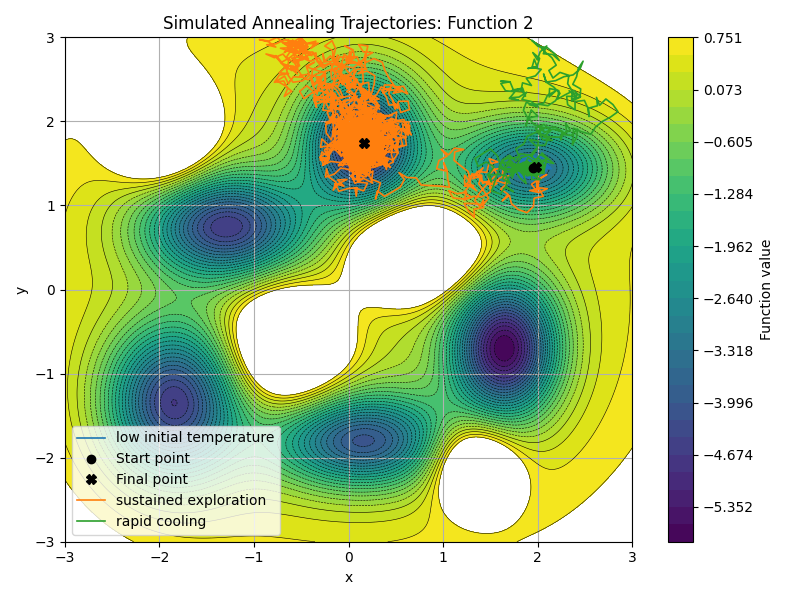 Simulated Annealing Trajectories: Function 2
3
2
1
0
−1
−2
−3
y
−3
−2
−1
0
1
2
3
x
low initial temperature
Start point
Final point
sustained exploration
rapid cooling
0.751
0.073
−0.605
−1.284
−1.962
−2.640
−3.318
−3.996
−4.674
−5.352
Function value